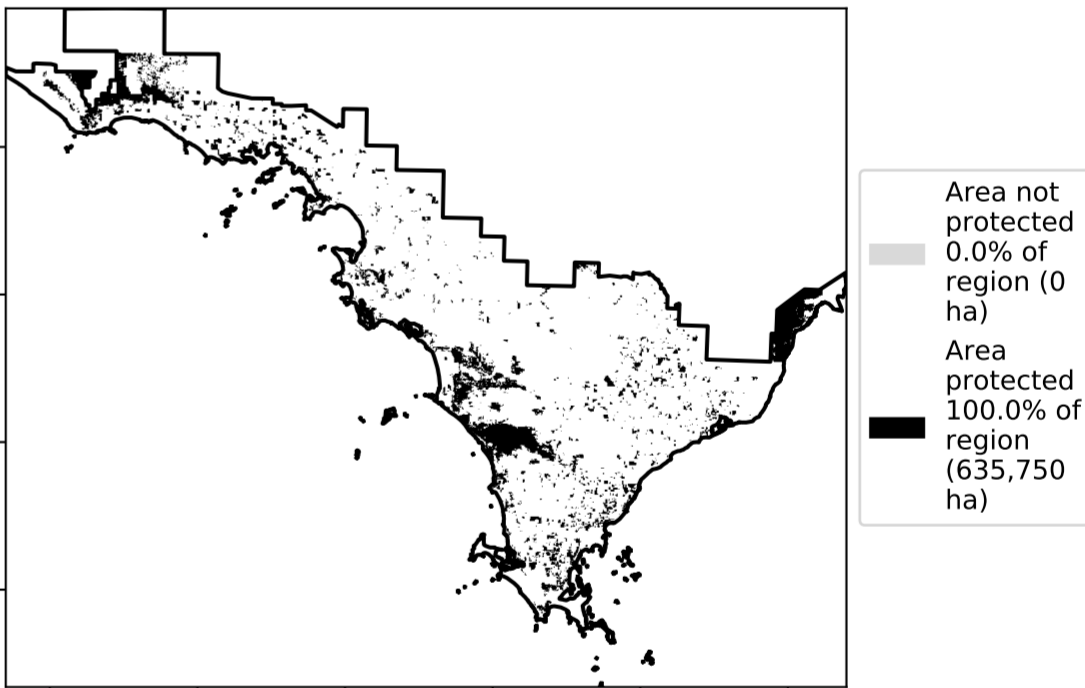 Area not
protected
0.0% of
region (0
ha)
Area
protected
100.0% of
region
(635,750
ha)